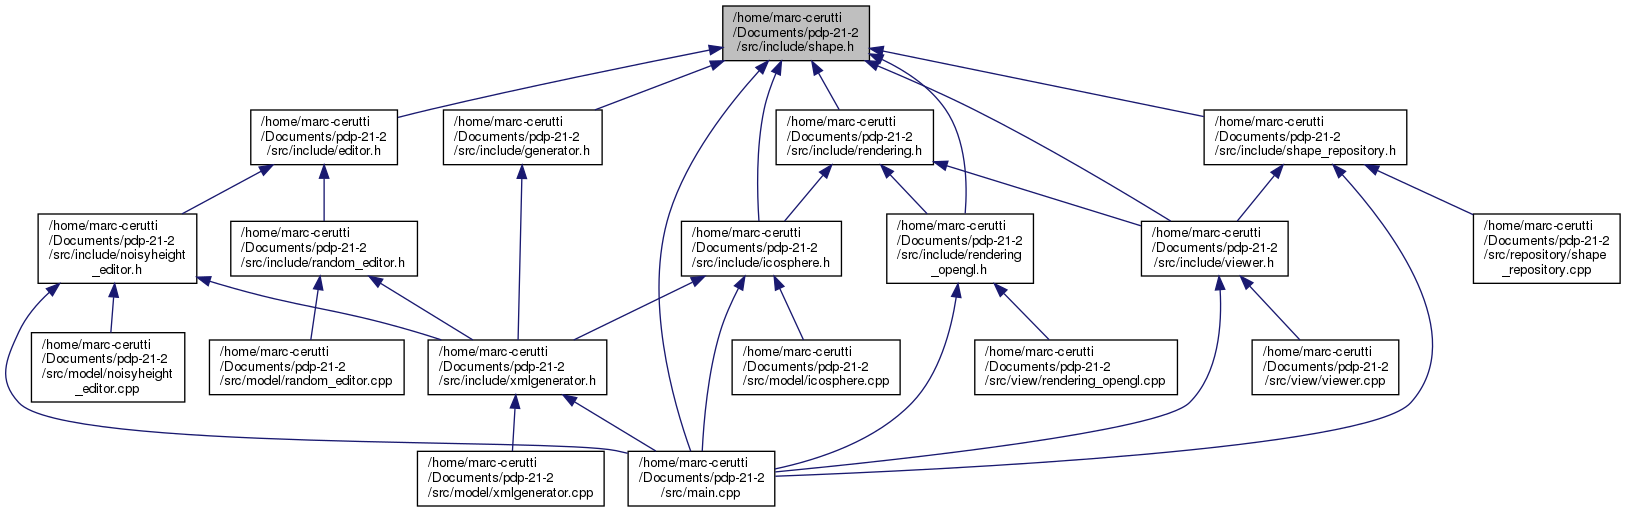 /home/marc-cerutti
/Documents/pdp-21-2
/src/include/shape.h
/home/marc-cerutti
/Documents/pdp-21-2
/src/include/editor.h
/home/marc-cerutti
/Documents/pdp-21-2
/src/include/generator.h
/home/marc-cerutti
/Documents/pdp-21-2
/src/include/rendering.h
/home/marc-cerutti
/Documents/pdp-21-2
/src/include/shape_repository.h
/home/marc-cerutti
/Documents/pdp-21-2
/src/include/noisyheight
_editor.h
/home/marc-cerutti
/Documents/pdp-21-2
/src/include/random_editor.h
/home/marc-cerutti
/Documents/pdp-21-2
/src/include/icosphere.h
/home/marc-cerutti
/Documents/pdp-21-2
/src/include/rendering
_opengl.h
/home/marc-cerutti
/Documents/pdp-21-2
/src/include/viewer.h
/home/marc-cerutti
/Documents/pdp-21-2
/src/repository/shape
_repository.cpp
/home/marc-cerutti
/Documents/pdp-21-2
/src/model/noisyheight
_editor.cpp
/home/marc-cerutti
/Documents/pdp-21-2
/src/model/random_editor.cpp
/home/marc-cerutti
/Documents/pdp-21-2
/src/include/xmlgenerator.h
/home/marc-cerutti
/Documents/pdp-21-2
/src/model/icosphere.cpp
/home/marc-cerutti
/Documents/pdp-21-2
/src/view/rendering_opengl.cpp
/home/marc-cerutti
/Documents/pdp-21-2
/src/view/viewer.cpp
/home/marc-cerutti
/Documents/pdp-21-2
/src/model/xmlgenerator.cpp
/home/marc-cerutti
/Documents/pdp-21-2
/src/main.cpp